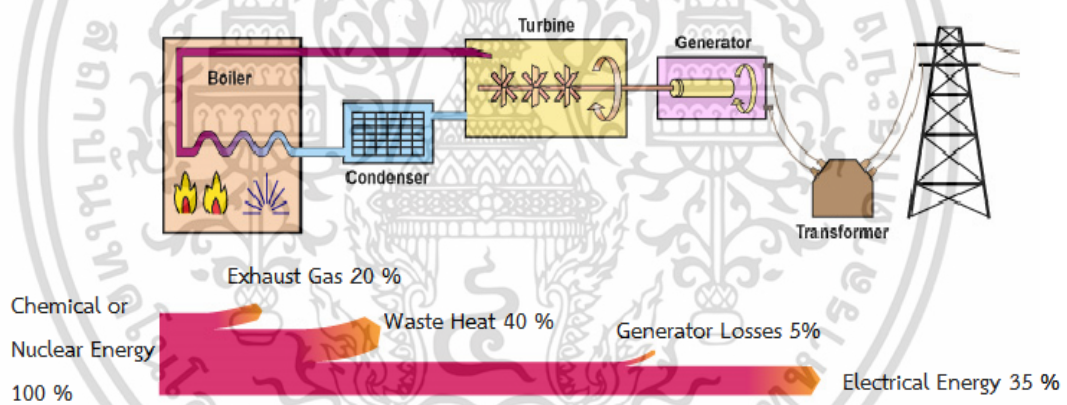 Turbine
Generator
Boiler
Condenser
Transformer
Exhaust Gas 20 %
Chemical or
Nuclear Energy
100 %
Waste Heat 40 %
Generator Losses 5%
Electrical Energy 35 %